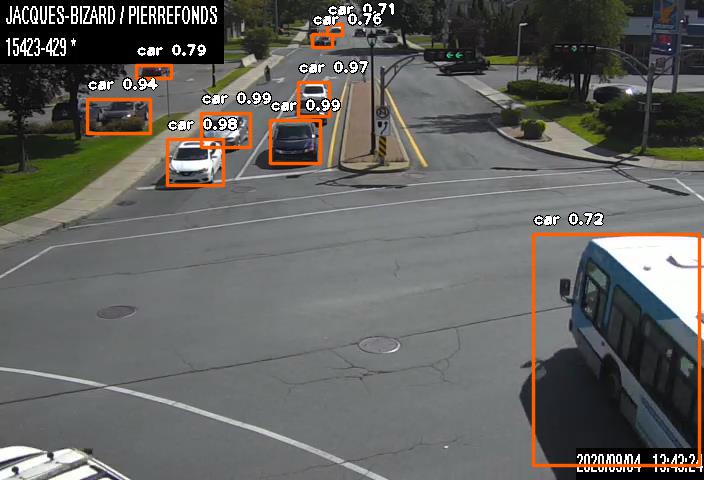 JACQUES-BIZARD / PIERREFONDS
15423-429 *
car 0.71
car 0.76
car 0.79
car 0.97
car 0.94
car 0.99
car 0.99
car 0.98
car 0.72
2020/09/04 13:43:24